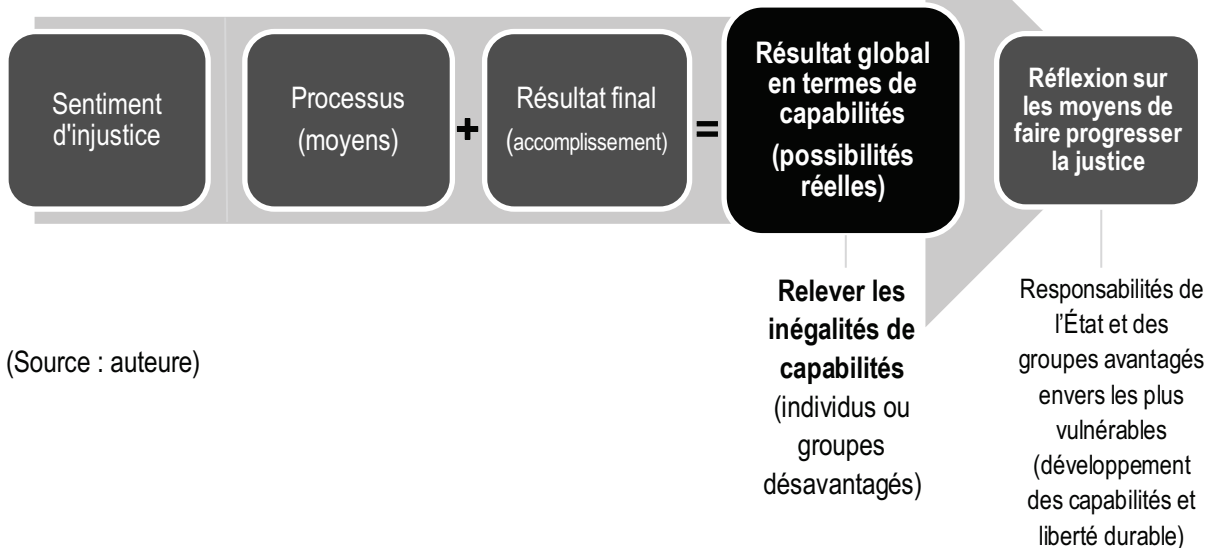 Sentiment
d'injustice
Processus
(moyens)
+
Résultat final
(accomplissement)
=
Résultat global
en termes de
capabilités
(possibilités
réelles)
Réflexion sur
les moyens de
faire progresser
la justice
Relever les
inégalités de
capabilités
(individus ou
groupes
désavantagés)
Responsabilités de
l'État et des
groupes avantagés
envers les plus
vulnérables
(développement
des capabilités et
liberté durable)
(Source : auteure)